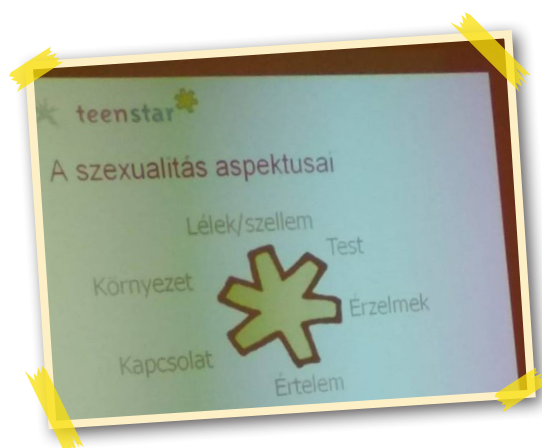 teenstar
A szexualitás aspektusai
Lélek/szellem
Test
Környezet
Érzelmek
Kapcsolat
Értelem